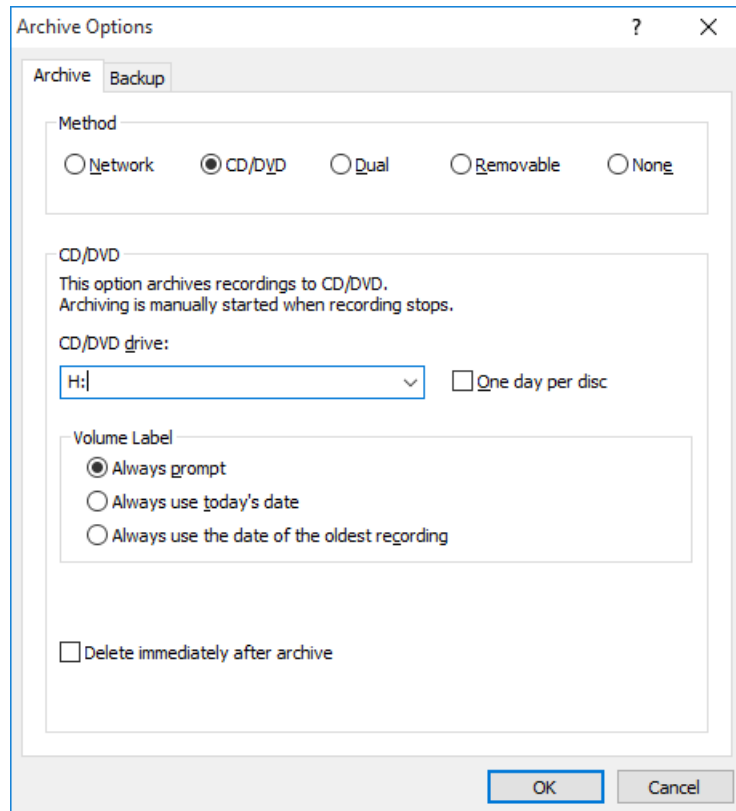 Archive Options
?
Archive
Backup
Method
Network
CD/DVD
Dual
Removable
None
CD/DVD
This option archives recordings to CD/DVD.
Archiving is manually started when recording stops.
CD/DVD drive:
H:
One day per disc
Volume Label
Always prompt
Always use today's date
Always use the date of the oldest recording
Delete immediately after archive
OK
Cancel